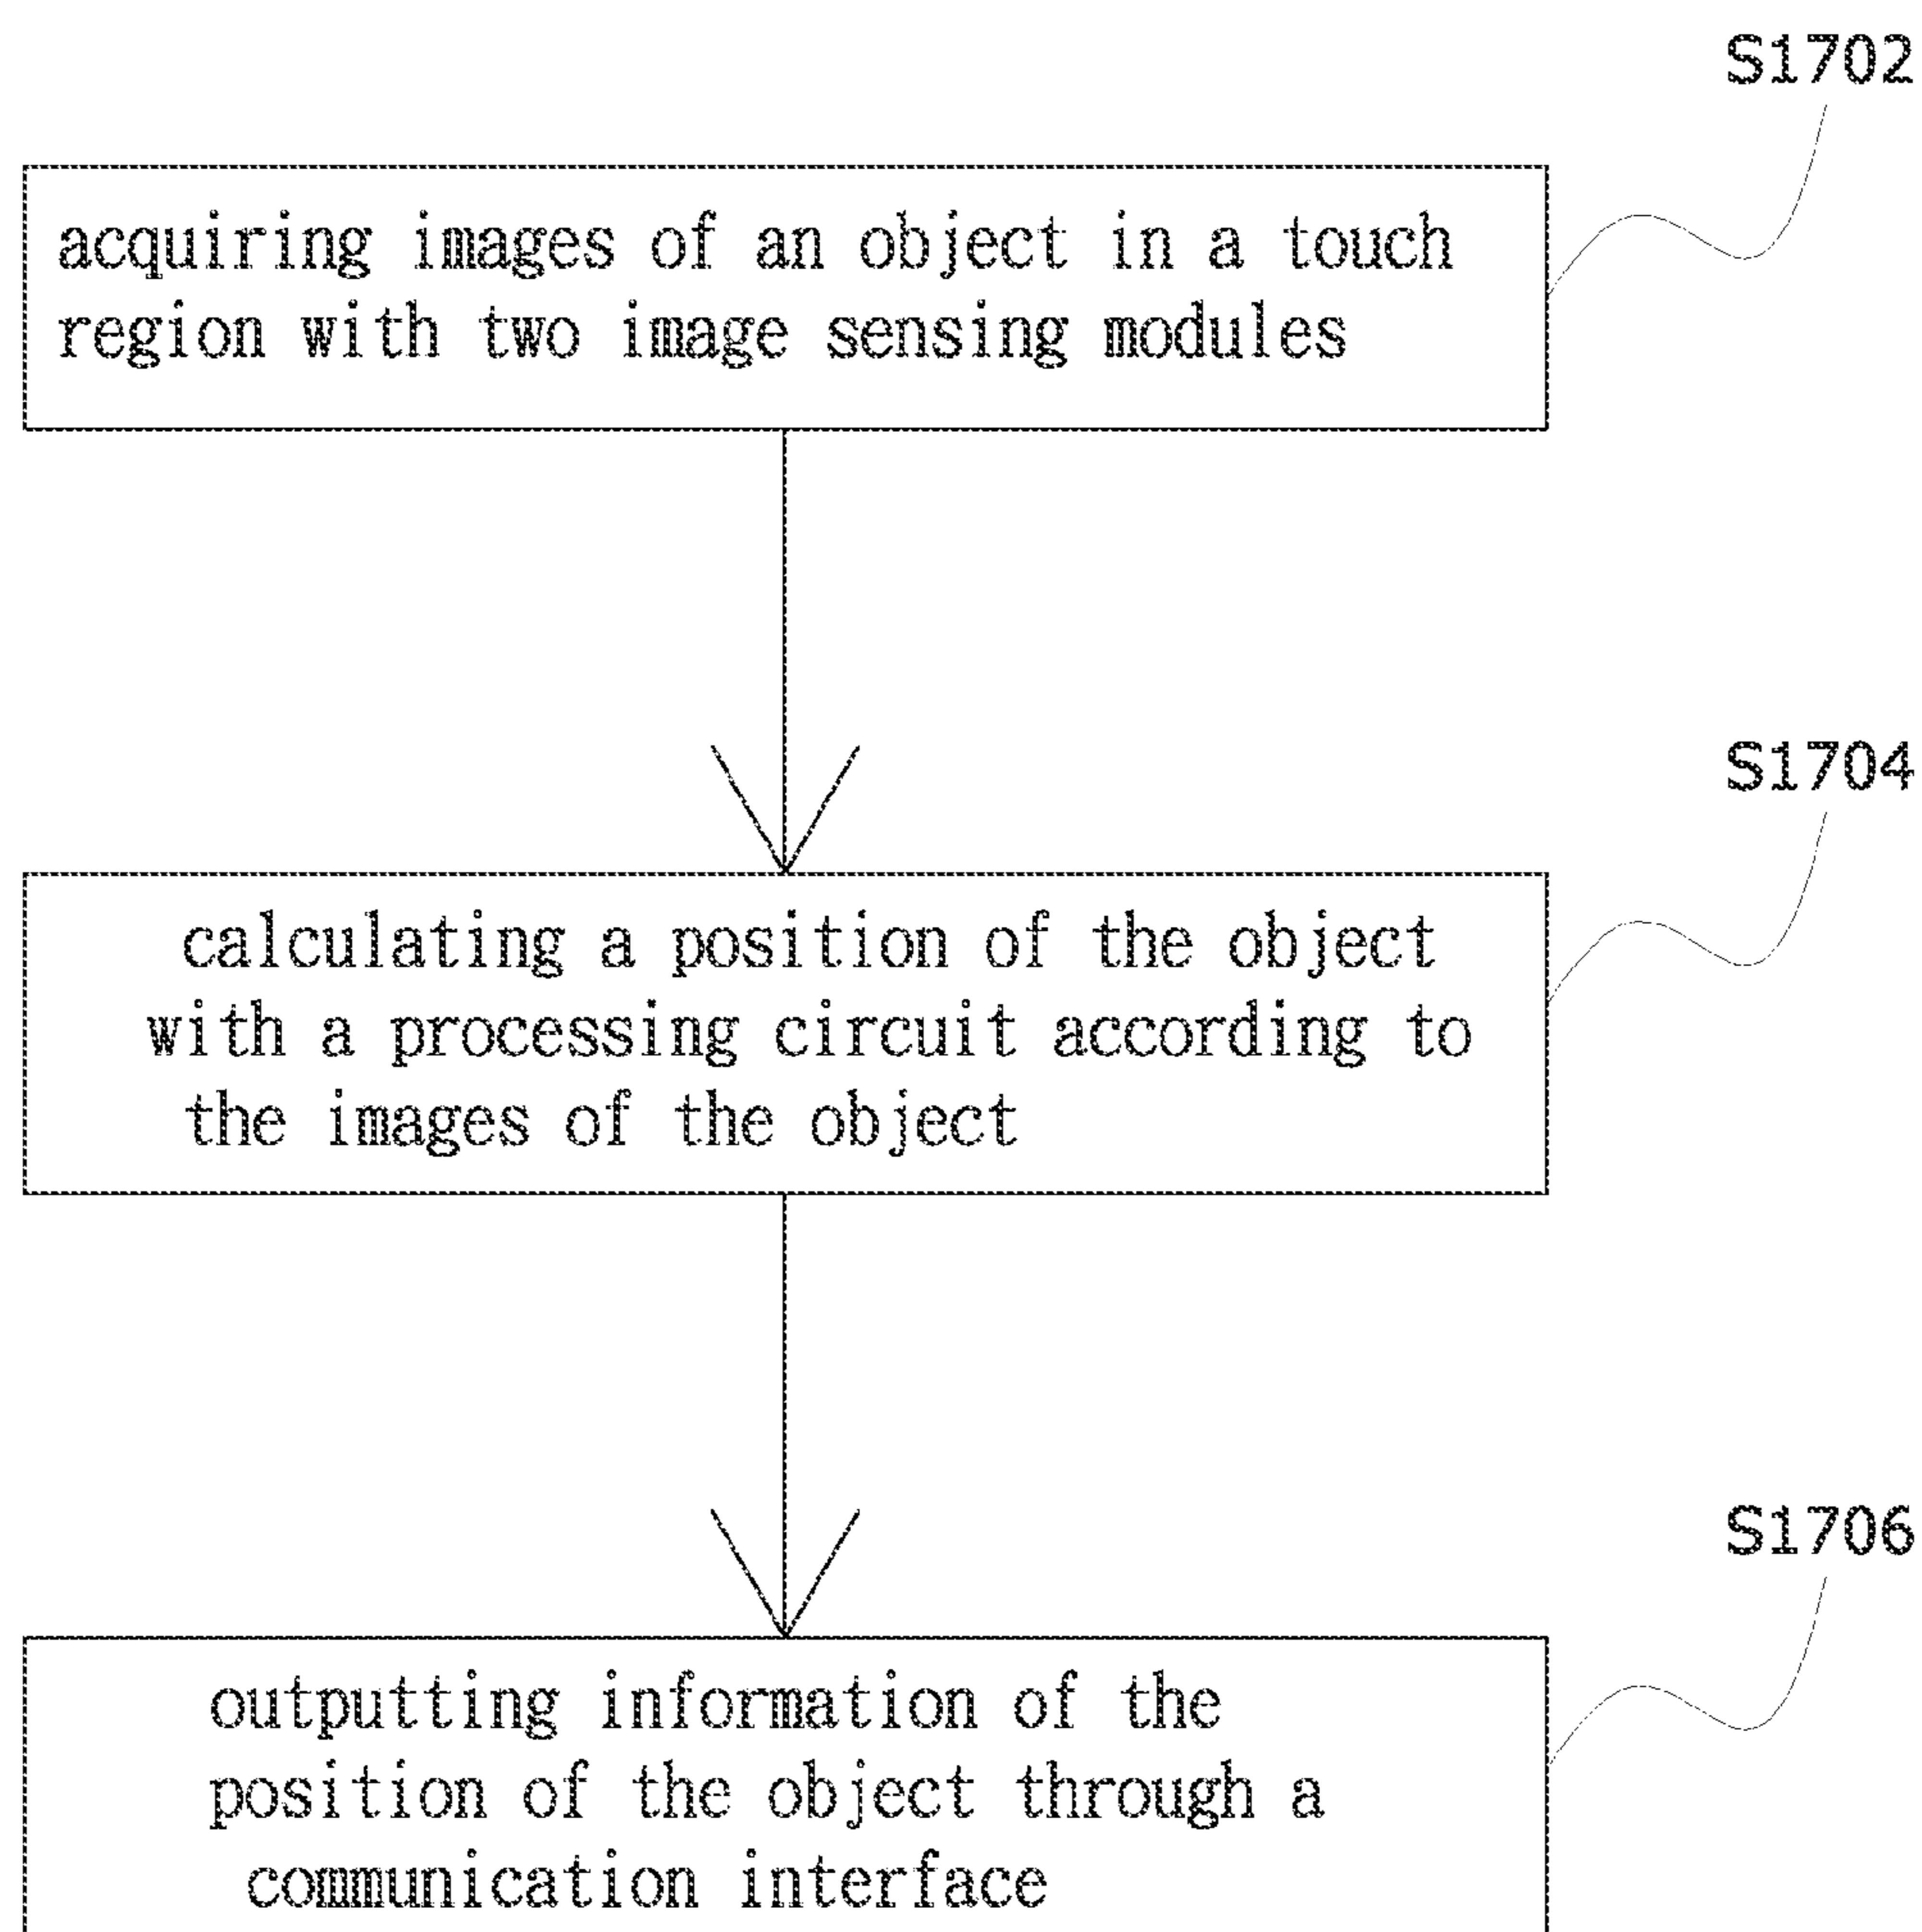 S1702
acquiring images of an object in a touch
region with two image sensing modules
S1704
calculating a position of the object
with a processing circuit according to
the images of the object
S1706
outputting information of the
position of the object through a
communication interface